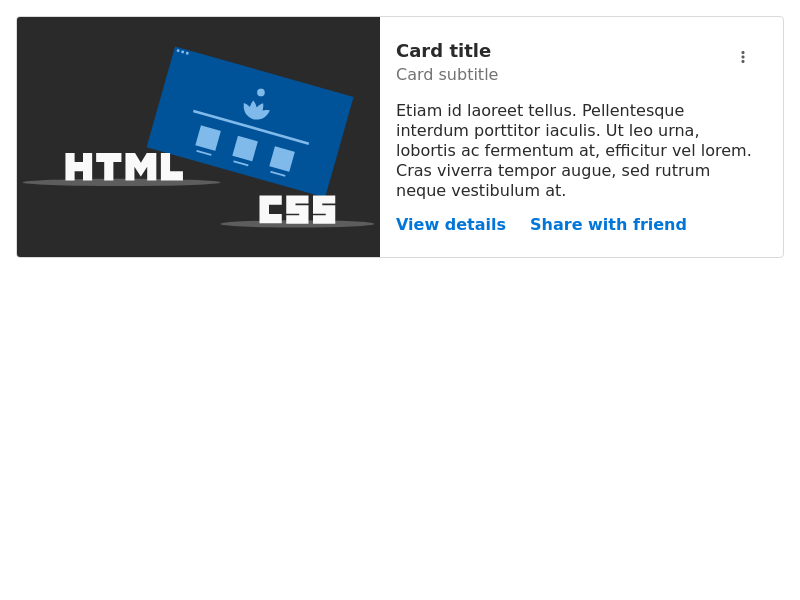 HTML
CSS
Card title
Card subtitle
Etiam id laoreet tellus. Pellentesque
interdum porttitor iaculis. Ut leo urna,
lobortis ac fermentum at, efficitur vel lorem.
Cras viverra tempor augue, sed rutrum
neque vestibulum at.
View details Share with friend